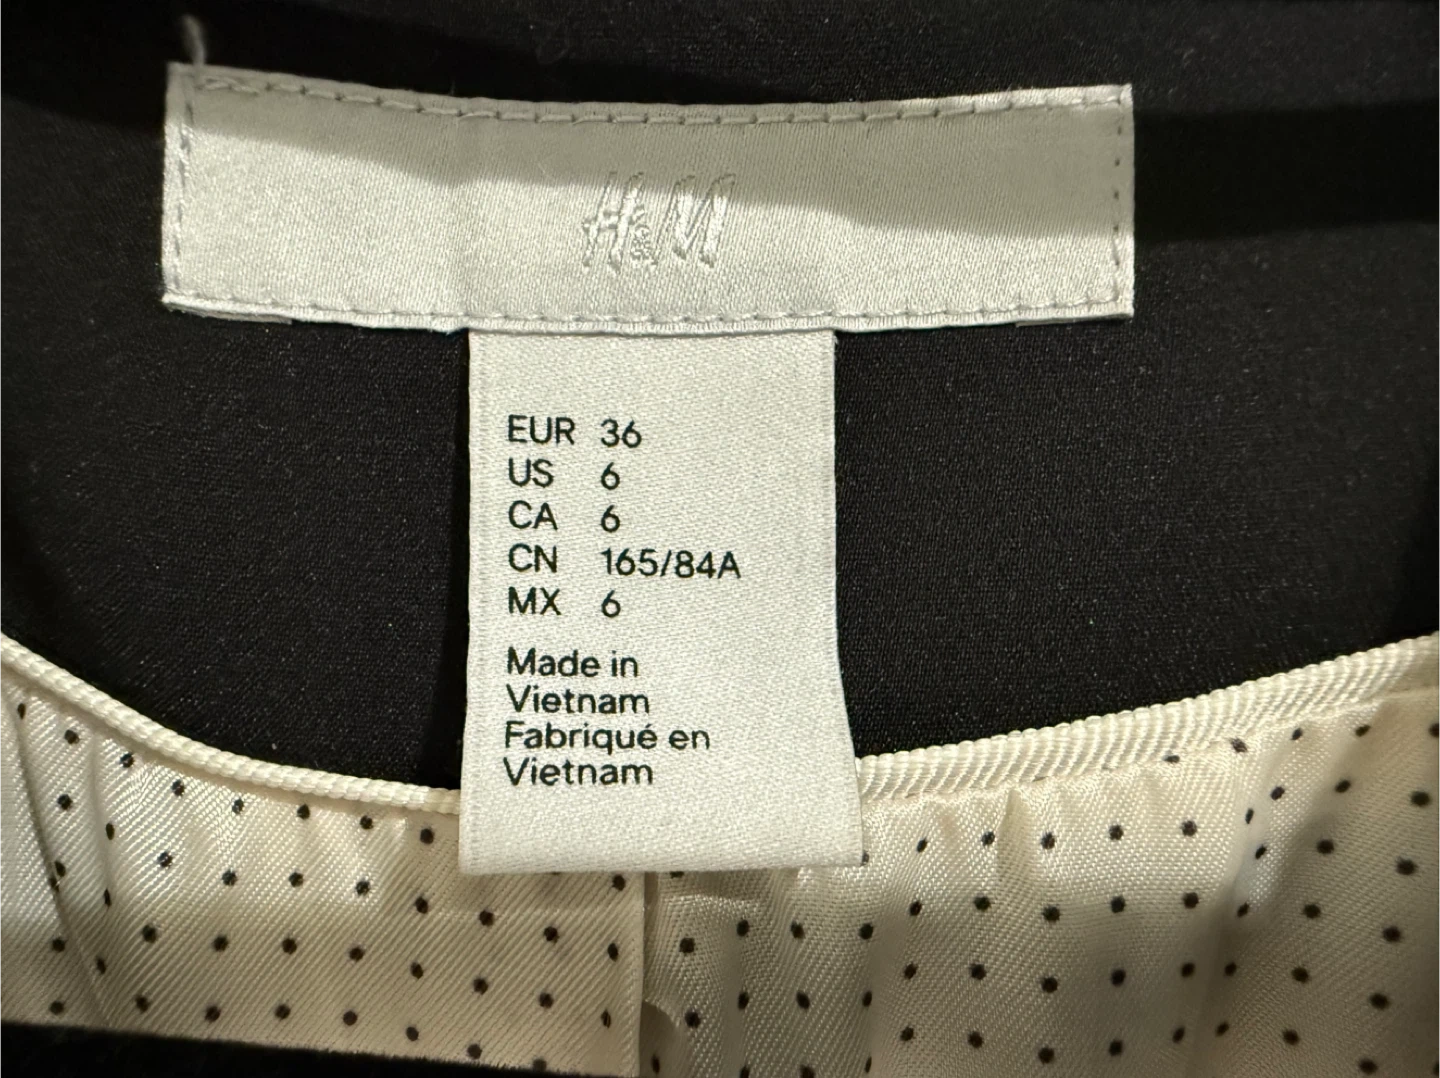 H&M
EUR 36
US 6
CA 6
CN 165/84A
MX 6
Made in
Vietnam
Fabriqué en
Vietnam